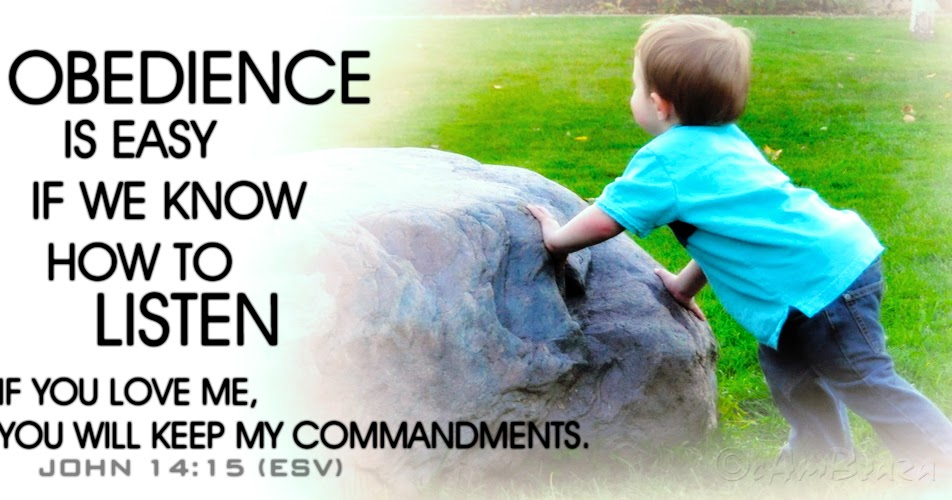 OBEDIENCE
IS EASY
IF WE KNOW
HOW TO
LISTEN
IF YOU LOVE ME,
YOU WILL KEEP MY COMMANDMENTS.
JOHN 14:15 (ESV)